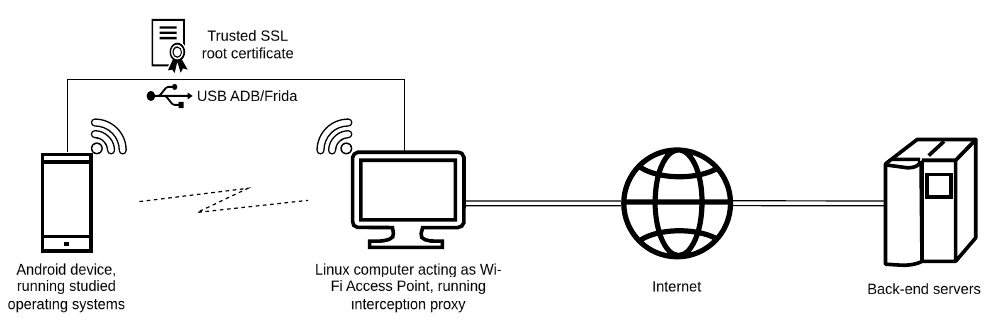 Trusted SSL
root certificate
USB ADB/Frida
Android device,
running studied
operating systems
Linux computer acting as Wi-
Fi Access Point, running
interception proxy
Internet
Back-end servers